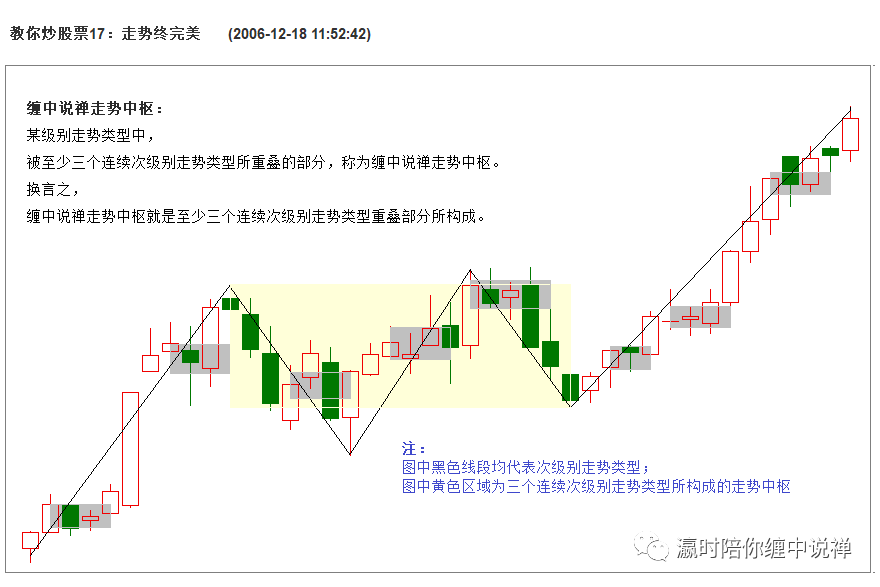 教你炒股票17：走势终完美 (2006-12-18 11:52:42)
缠中说禅走势中枢：
某级别走势类型中，
被至少三个连续次级别走势类型所重叠的部分，称为缠中说禅走势中枢。
换言之，
缠中说禅走势中枢就是至少三个连续次级别走势类型重叠部分所构成。
注：
图中黑色线段均代表次级别走势类型；
图中黄色区域为三个连续次级别走势类型所构成的走势中枢
瀛时陪你缠中说禅